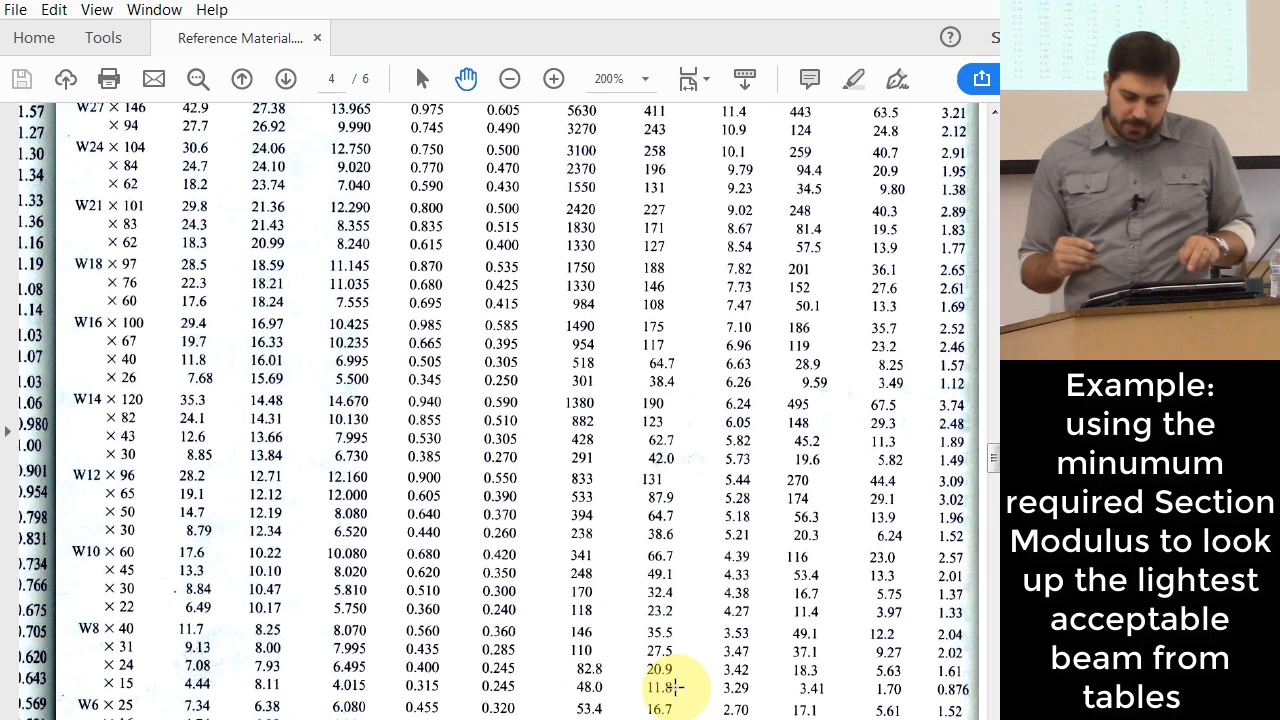 File Edit View Window Help
Home Tools Reference Material.... × ? S
4 / 6 200%
1.57 W27 × 146 42.9 27.38 13.965 0.605 5630 411 11.4 443 63.5 3.21
1.27 × 94 27.7 26.92 9.990 0.745 0.490 3270 243 10.9 124 24.8 2.12
1.30 W24 × 104 30.6 24.06 12.750 0.750 0.500 3100 258 10.1 259 40.7 2.91
1.34 × 84 24.7 24.10 9.020 0.770 0.470 2370 196 9.79 94.4 20.9 1.95
× 62 18.2 23.74 7.040 0.590 0.430 1550 131 9.23 34.5 9.80 1.38
1.33 W21 × 101 29.8 21.36 12.290 0.800 0.500 2420 227 9.02 248 40.3 2.89
1.36 × 83 24.3 21.43 8.355 0.835 0.515 1830 171 8.67 81.4 19.5 1.83
1.16 × 62 18.3 20.99 8.240 0.615 0.400 1330 127 8.54 57.5 13.9 1.77
1.19 W18 × 97 28.5 18.59 11.145 0.870 0.535 1750 188 7.82 201 36.1 2.65
1.08 × 76 22.3 18.21 11.035 0.680 0.425 1330 146 7.73 152 27.6 2.61
1.14 × 60 17.6 18.24 7.555 0.695 0.415 984 108 7.47 50.1 13.3 1.69
1.03 W16 × 100 29.4 16.97 10.425 0.985 0.585 1490 175 7.10 186 35.7 2.52
1.07 × 67 19.7 16.33 10.235 0.665 0.395 954 117 6.96 119 23.2 2.46
× 40 11.8 16.01 6.995 0.505 0.305 518 64.7 6.63 28.9 8.25 1.57
1.03 × 26 7.68 15.69 5.500 0.345 0.250 301 38.4 6.26 9.59 3.49 1.12
1.06 W14 × 120 35.3 14.48 14.670 0.940 0.590 1380 190 6.24 495 67.5 3.74
0.980 × 82 24.1 14.31 10.130 0.855 0.510 882 123 6.05 148 29.3 2.48
1.00 × 43 12.6 13.66 7.995 0.530 0.305 428 62.7 5.82 45.2 11.3 1.89
× 30 8.85 13.84 6.730 0.385 0.270 291 42.0 5.73 19.6 5.82 1.49
0.901 W12 × 96 28.2 12.71 12.160 0.900 0.550 833 131 5.44 270 44.4 3.09
0.954 × 65 19.1 12.12 12.000 0.605 0.390 533 87.9 5.28 174 29.1 3.02
0.798 × 50 14.7 12.19 8.080 0.640 0.370 394 64.7 5.18 56.3 13.9 1.96
0.831 × 30 8.79 12.34 6.520 0.440 0.260 238 38.6 5.21 20.3 6.24 1.52
0.734 W10 × 60 17.6 10.22 10.080 0.680 0.420 341 66.7 4.39 116 23.0 2.57
0.766 × 45 13.3 10.10 8.020 0.620 0.350 248 49.1 4.33 53.4 13.3 2.01
× 30 8.84 10.47 5.810 0.510 0.300 170 32.4 4.38 16.7 5.75 1.37
0.675 × 22 6.49 10.17 5.750 0.360 0.240 118 23.2 4.27 11.4 3.97 1.33
0.705 W8 × 40 11.7 8.25 8.070 0.560 0.360 146 35.5 3.53 49.1 12.2 2.04
0.620 × 31 9.13 8.00 7.995 0.435 0.285 110 27.5 3.47 37.1 9.27 2.02
0.643 × 24 7.08 7.93 6.495 0.400 0.245 82.8 20.9 3.42 18.3 5.63 1.61
× 15 4.44 8.11 4.015 0.315 0.245 48.0 11.8 3.29 3.41 1.70 0.876
0.569 W6 × 25 7.34 6.38 6.080 0.455 0.320 53.4 16.7 2.70 17.1 5.61 1.52
Example:
using the
minumum
required Section
Modulus to look
up the lightest
acceptable
beam from
tables